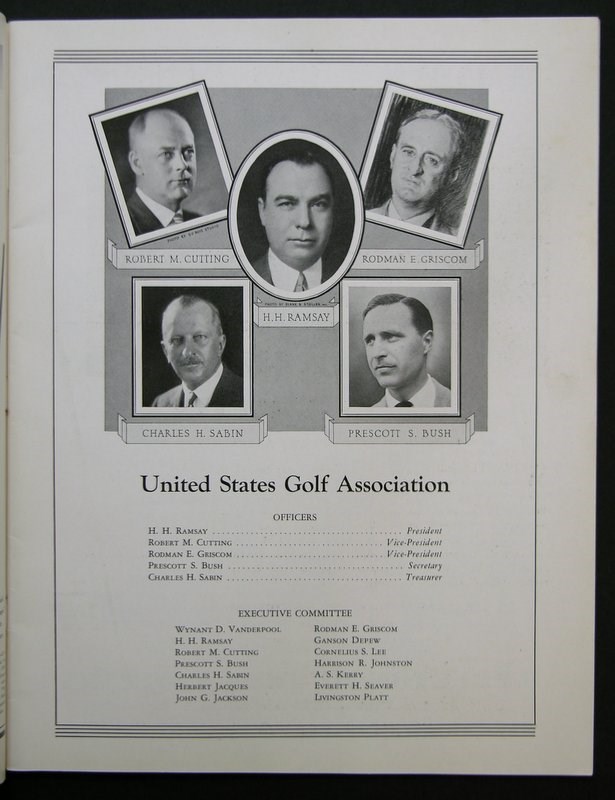 ROBERT M. CUTTING
RODMAN E. GRISCOM
H.H. RAMSAY
CHARLES H. SABIN
PRESCOTT S. BUSH
United States Golf Association
OFFICERS
H. H. RAMSAY President
ROBERT M. CUTTING Vice-President
RODMAN E. GRISCOM Vice-President
PRESCOTT S. BUSH Secretary
CHARLES H. SABIN Treasurer
EXECUTIVE COMMITTEE
WYNANT D. VANDERPOOL
H. H. RAMSAY
ROBERT M. CUTTING
PRESCOTT S. BUSH
CHARLES H. SABIN
HERBERT JACQUES
JOHN G. JACKSON
RODMAN E. GRISCOM
GANSON DEPEW
CORNELIUS S. LEE
HARRISON R. JOHNSTON
A. S. KERRY
EVERETT H. SEAVER
LIVINGSTON PLATT